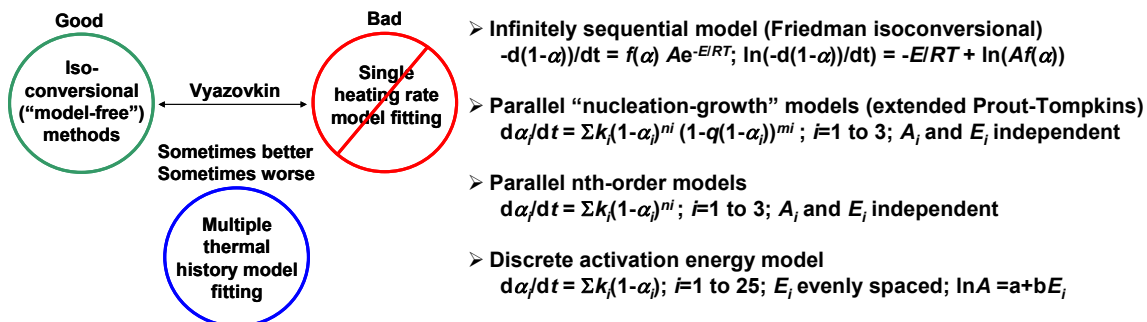 Good
Iso-
conversional
(“model-free”)
methods
Vyazovkin
Bad
Single
heating rate
model fitting
Sometimes better
Sometimes worse
Multiple
thermal
history model
fitting
➢ Infinitely sequential model (Friedman isoconversional)
-d(1-α))/dt = f(α) Ae^-E/RT; ln(-d(1-α))/dt) = -E/RT + ln(Af(α))
➢ Parallel “nucleation-growth” models (extended Prout-Tompkins)
dαᵢ/dt = Σkᵢ(1-αᵢ)ⁿⁱ (1-q(1-αᵢ))ᵐⁱ ; i=1 to 3; Aᵢ and Eᵢ independent
➢ Parallel nth-order models
dαᵢ/dt = Σkᵢ(1-αᵢ)ⁿⁱ ; i=1 to 3; Aᵢ and Eᵢ independent
➢ Discrete activation energy model
dαᵢ/dt = Σkᵢ(1-αᵢ); i=1 to 25; Eᵢ evenly spaced; lnA =a+bEᵢ